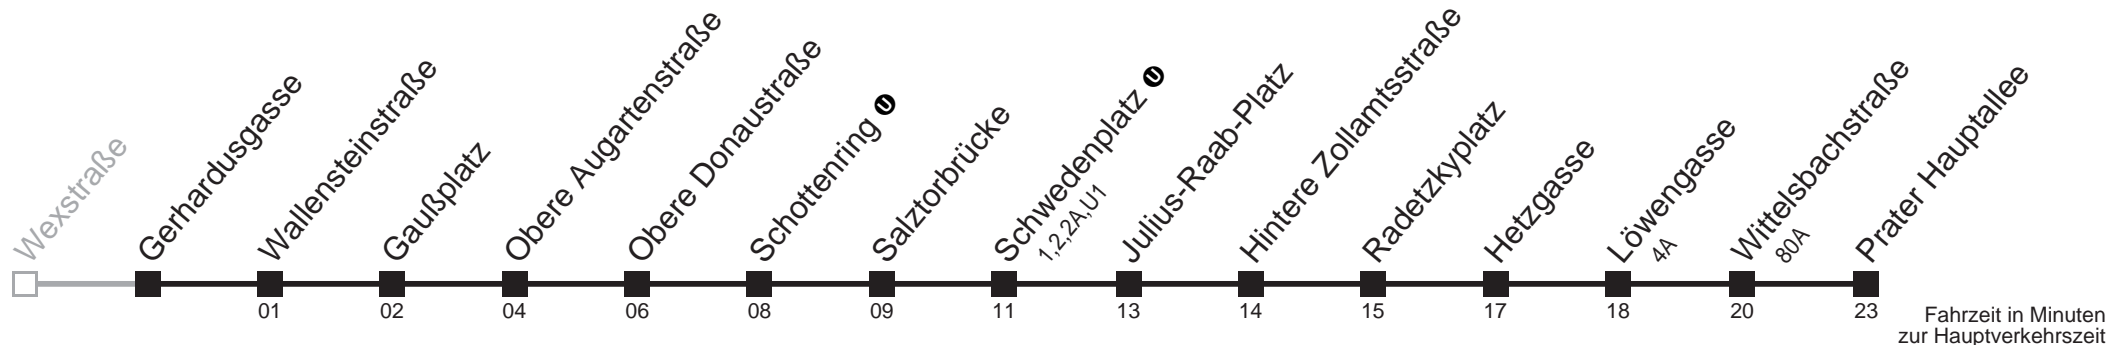 Wexstraße
Gerhardusgasse
Wallensteinstraße
Gaußplatz
Obere Augartenstraße
Obere Donaustraße
Schottenring U
Salztorbrücke
Schwedenplatz U
1,2,2A,U1
Julius-Raab-Platz
Hintere Zollamtsstraße
Radetzkyplatz
Hetzgasse
Löwengasse
4A
Wittelsbachstraße
80A
Prater Hauptallee
01 02 04 06 08 09 11 13 14 15 17 18 20 23
Fahrzeit in Minuten
zur Hauptverkehrszeit